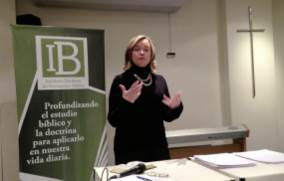 IB
Profundizando
el estudio
bíblico y
la doctrina
para aplicarlo
en nuestra
vida diaria.